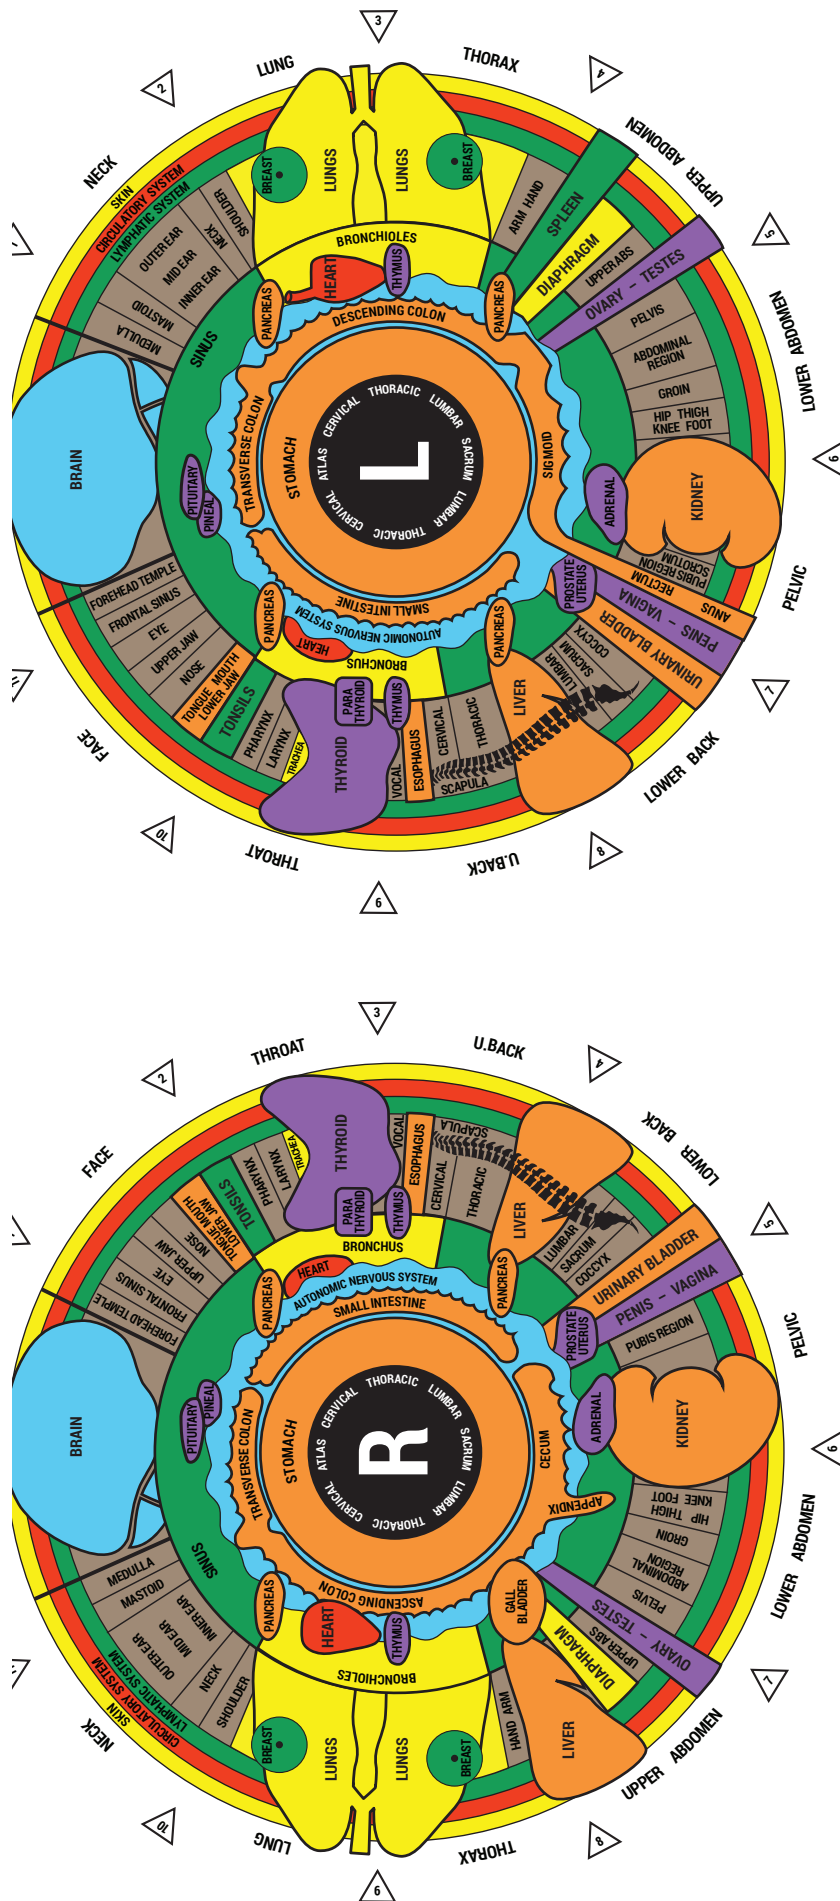 3
2
4
5
6
7
8
9
10
11
LUNG
THORAX
UPPER ABDOMEN
LOWER ABDOMEN
PELVIC
LOWER BACK
U.BACK
THROAT
FACE
NECK
SKIN
CIRCULATORY SYSTEM
LYMPHATIC SYSTEM
SHOULDER
NECK
OUTER EAR
MID EAR
INNER EAR
MASTOID
MEDULLA
BRAIN
SINUS
PITUITARY
PINEAL
BREAST
LUNGS
LUNGS
BREAST
BRONCHIOLES
HEART
THYMUS
PANCREAS
PANCREAS
ARM HAND
SPLEEN
DIAPHRAGM
UPPER ABS
OVARY – TESTES
PELVIS
ABDOMINAL
REGION
GROIN
HIP THIGH
KNEE FOOT
KIDNEY
ADRENAL
PUBIS REGION
SCROTUM
RECTUM
ANUS
PENIS - VAGINA
PROSTATE
UTERUS
URINARY BLADDER
COCCYX
SACRUM
LUMBAR
LIVER
PANCREAS
THORACIC
CERVICAL
SCAPULA
ESOPHAGUS
VOCAL
THYMUS
PARA
THYROID
THYROID
TRACHEA
LARYNX
PHARYNX
TONSILS
TONGUE MOUTH
LOWER JAW
NOSE
UPPER JAW
EYE
FRONTAL SINUS
FOREHEAD TEMPLE
PANCREAS
HEART
BRONCHUS
AUTONOMIC NERVOUS SYSTEM
SMALL INTESTINE
TRANSVERSE COLON
DESCENDING COLON
SIGMOID
STOMACH
ATLAS CERVICAL THORACIC LUMBAR SACRUM LUMBAR THORACIC CERVICAL
L
3
2
4
5
6
7
8
9
10
11
THROAT
U.BACK
LOWER BACK
PELVIC
LOWER ABDOMEN
UPPER ABDOMEN
THORAX
LUNG
NECK
FACE
THYROID
PARA
THYROID
THYMUS
VOCAL
ESOPHAGUS
CERVICAL
SCAPULA
THORACIC
LIVER
LUMBAR
SACRUM
COCCYX
URINARY BLADDER
PENIS - VAGINA
PROSTATE
UTERUS
PUBIS REGION
KIDNEY
ADRENAL
HIP THIGH
KNEE FOOT
GROIN
ABDOMINAL
REGION
PELVIS
OVARY – TESTES
UPPER ABS
DIAPHRAGM
GALL
BLADDER
LIVER
HAND ARM
BREAST
LUNGS
LUNGS
BREAST
BRONCHIOLES
THYMUS
HEART
PANCREAS
SHOULDER
NECK
OUTER EAR
MID EAR
INNER EAR
MASTOID
MEDULLA
LYMPHATIC SYSTEM
CIRCULATORY SYSTEM
SKIN
SINUS
BRAIN
PITUITARY
PINEAL
FOREHEAD TEMPLE
FRONTAL SINUS
EYE
UPPER JAW
NOSE
TONGUE MOUTH
LOWER JAW
TONSILS
PHARYNX
LARYNX
TRACHEA
PANCREAS
HEART
BRONCHUS
PANCREAS
AUTONOMIC NERVOUS SYSTEM
SMALL INTESTINE
TRANSVERSE COLON
ASCENDING COLON
CECUM
APPENDIX
STOMACH
ATLAS CERVICAL THORACIC LUMBAR SACRUM LUMBAR THORACIC CERVICAL
R